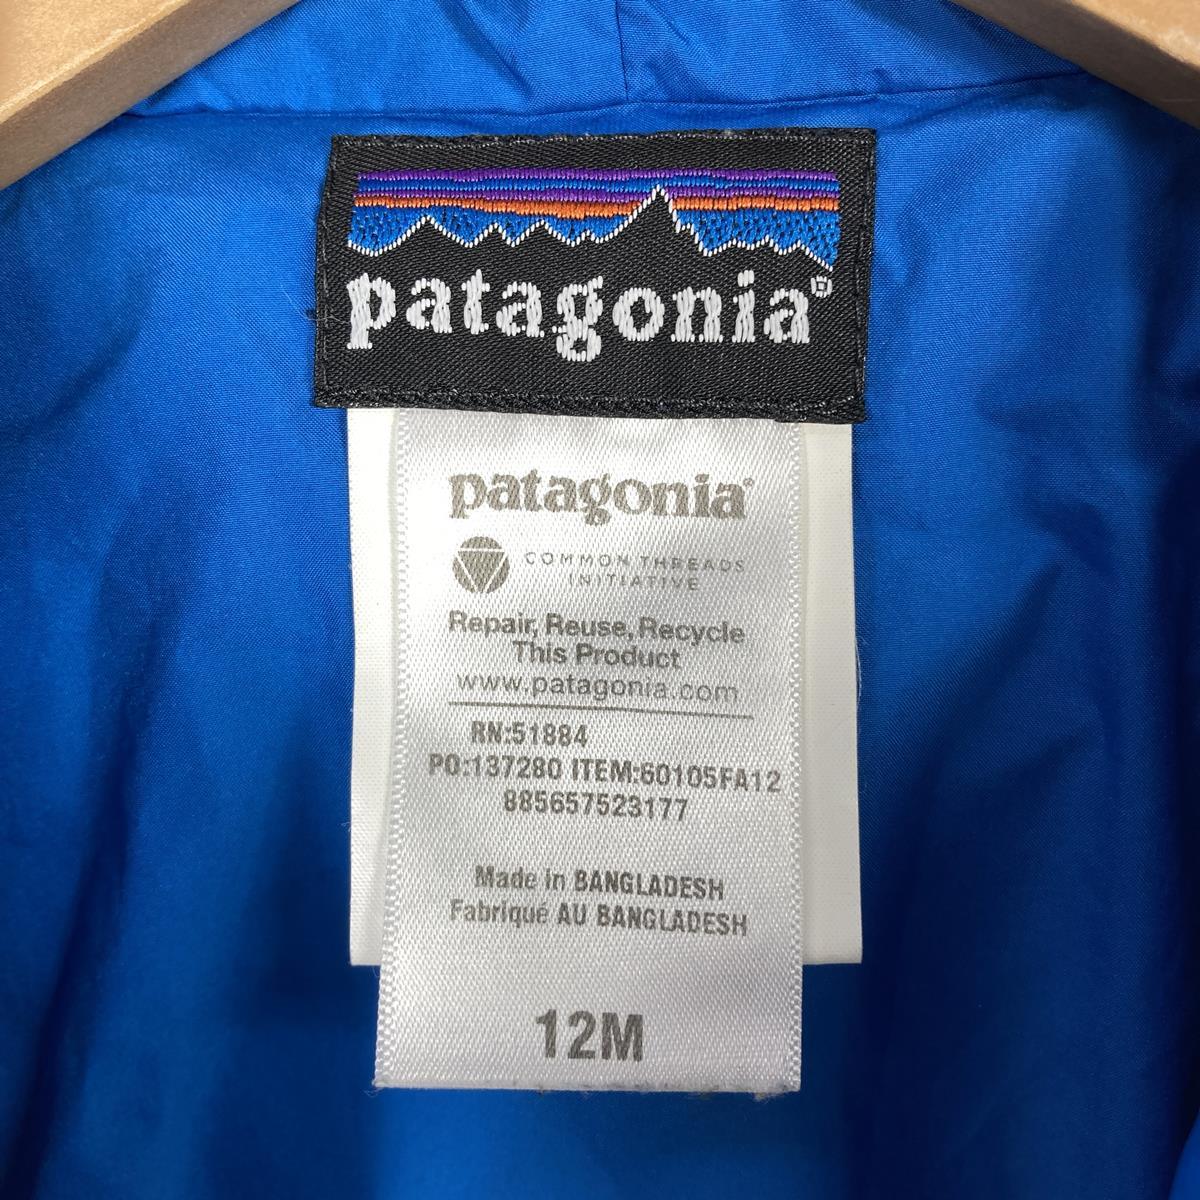 patagonia®
patagonia®
COMMON THREADS
INITIATIVE
Repair, Reuse, Recycle
This Product
www.patagonia.com
RN:51884
PO:137280 ITEM:60105FA12
885657523177
Made in BANGLADESH
Fabriqué AU BANGLADESH
12M